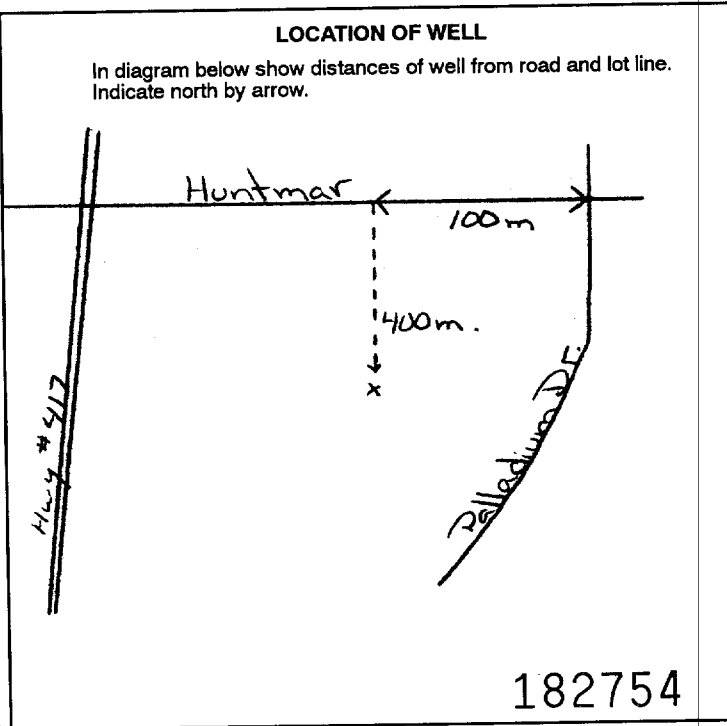 LOCATION OF WELL
In diagram below show distances of well from road and lot line.
Indicate north by arrow.
Huntmar
100m
400m.
x
Hwy #417
Palladium Dr.
182754